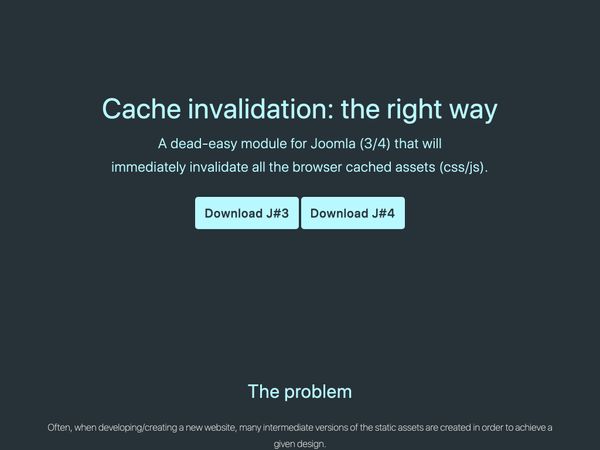 Cache invalidation: the right way
A dead-easy module for Joomla (3/4) that will
immediately invalidate all the browser cached assets (css/js).
Download J#3 Download J#4
The problem
Often, when developing/creating a new website, many intermediate versions of the static assets are created in order to achieve a
given design.